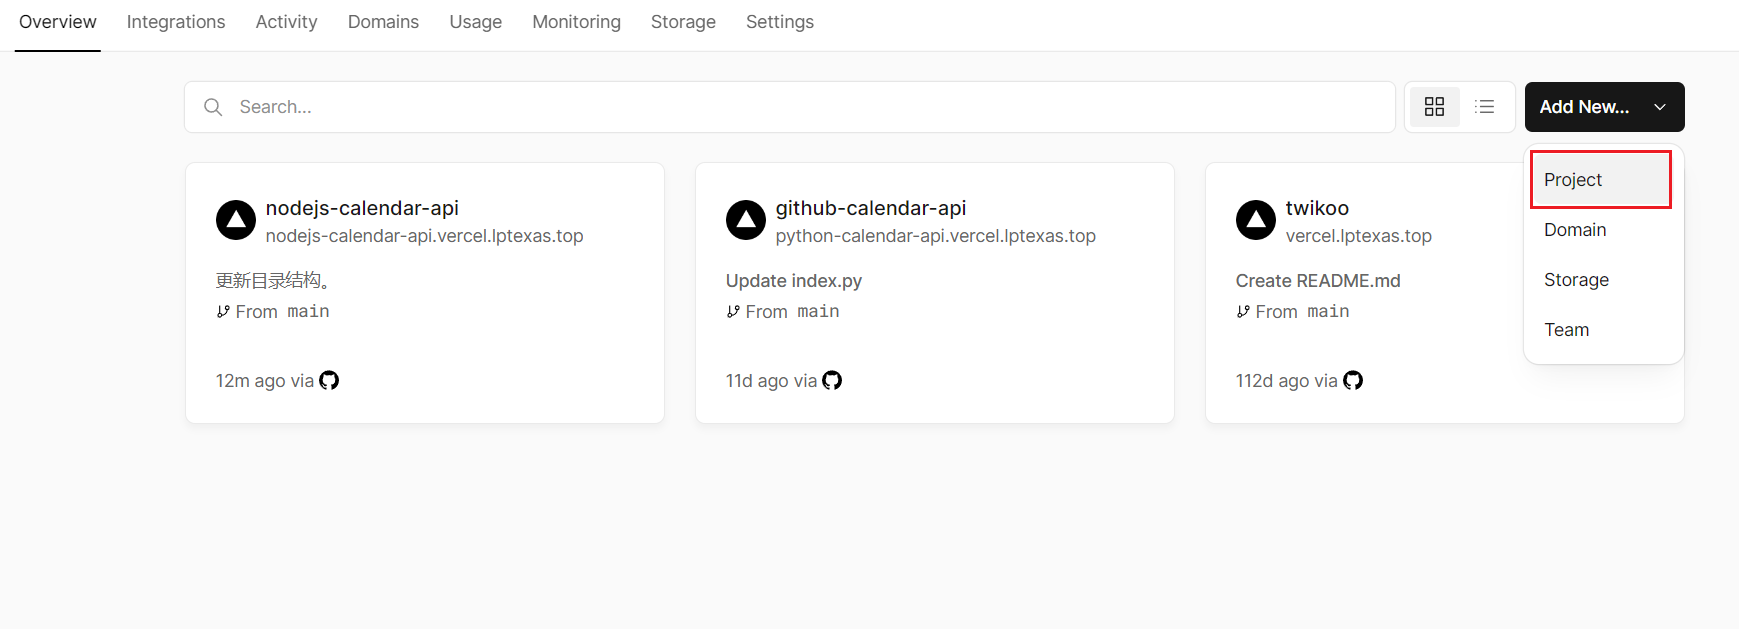 Overview Integrations Activity Domains Usage Monitoring Storage Settings
Search...
Add New...
Project
Domain
Storage
Team
nodejs-calendar-api
nodejs-calendar-api.vercel.lptexas.top
更新目录结构。
From main
12m ago via
github-calendar-api
python-calendar-api.vercel.lptexas.top
Update index.py
From main
11d ago via
twikoo
vercel.lptexas.top
Create README.md
From main
112d ago via